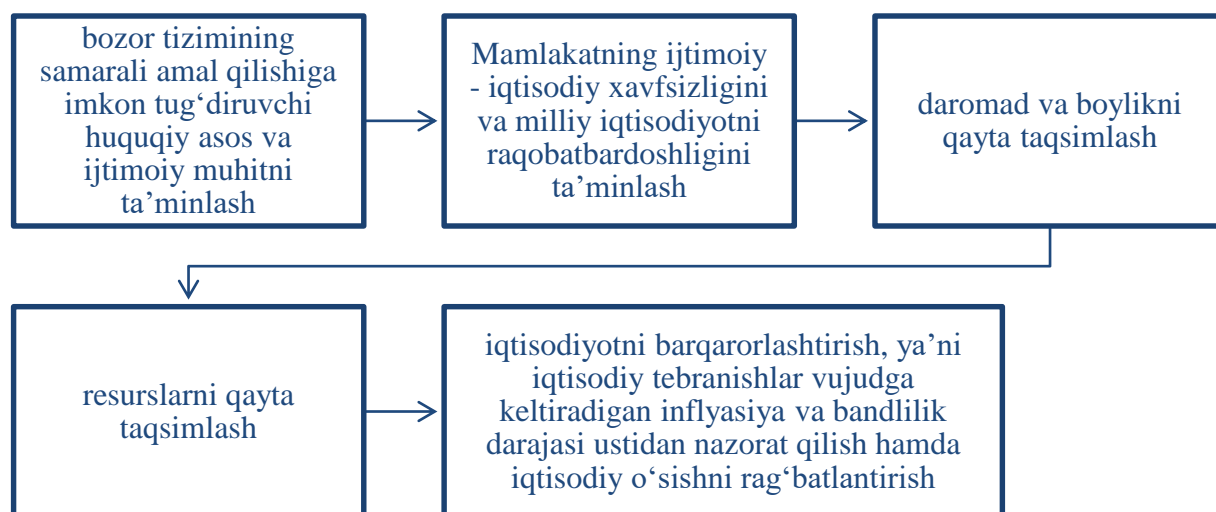 bozor tizimining
samarali amal qilishiga
imkon tug‘diruvchi
huquqiy asos va
ijtimoiy muhitni
ta’minlash
Mamlakatning ijtimoiy
- iqtisodiy xavfsizligini
va milliy iqtisodiyotni
raqobatbardoshligini
ta’minlash
daromad va boylikni
qayta taqsimlash
resurslarni qayta
taqsimlash
iqtisodiyotni barqarorlashtirish, ya’ni
iqtisodiy tebranishlar vujudga
keltiradigan inflyasiya va bandlilik
darajasi ustidan nazorat qilish hamda
iqtisodiy o‘sishni rag‘batlantirish